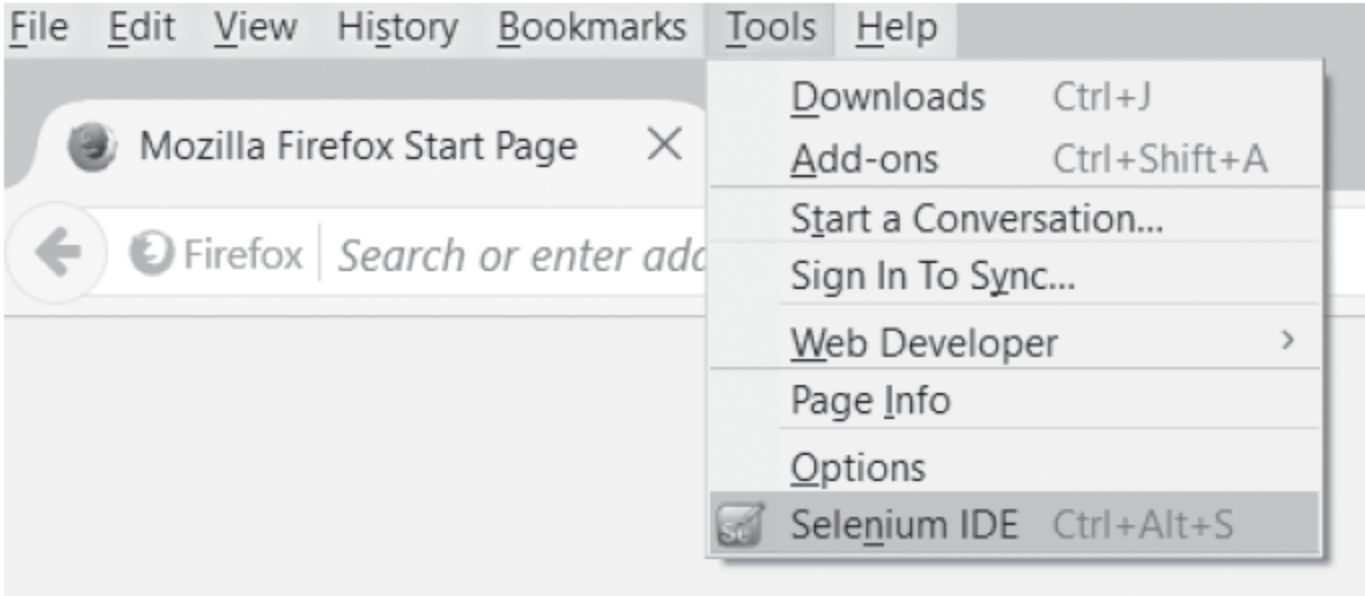 File Edit View History Bookmarks Tools Help
Downloads Ctrl+J
Mozilla Firefox Start Page
Add-ons Ctrl+Shift+A
Start a Conversation...
Firefox Search or enter add
Sign In To Sync...
Web Developer
Page Info
Options
Se Selenium IDE Ctrl+Alt+S